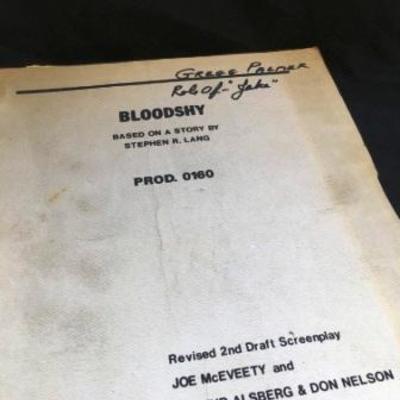 GREGG PALMER
Role Of - "Jake"
BLOODSHY
BASED ON A STORY BY
STEPHEN R. LANG
PROD. 0160
Revised 2nd Draft Screenplay
JOE McEVEETY and
ALSBERG & DON NELSON